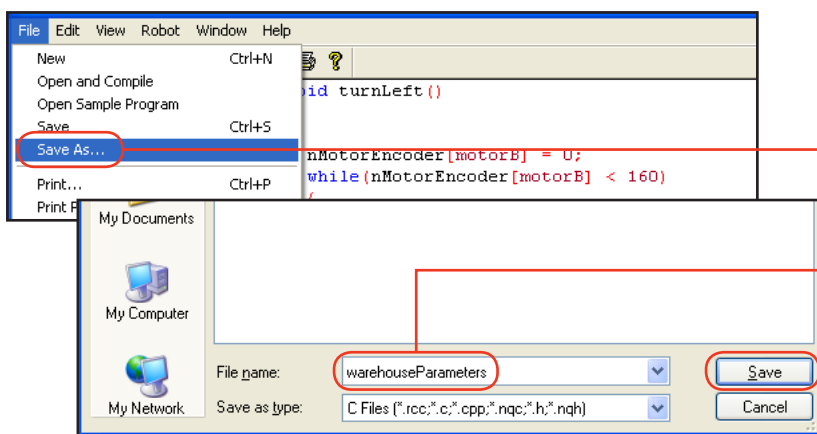 File Edit View Robot Window Help
New Ctrl+N
Open and Compile
Open Sample Program
Save Ctrl+S
Save As...
Print... Ctrl+P
Print
turnLeft()
nMotorEncoder[motorB] = 0;
while(nMotorEncoder[motorB] < 160)
{
My Documents
My Computer
My Network
File name: warehouseParameters Save
Save as type: C Files (*.rcc;*.c;*.cpp;*.nqc;*.h;*.nqh) Cancel